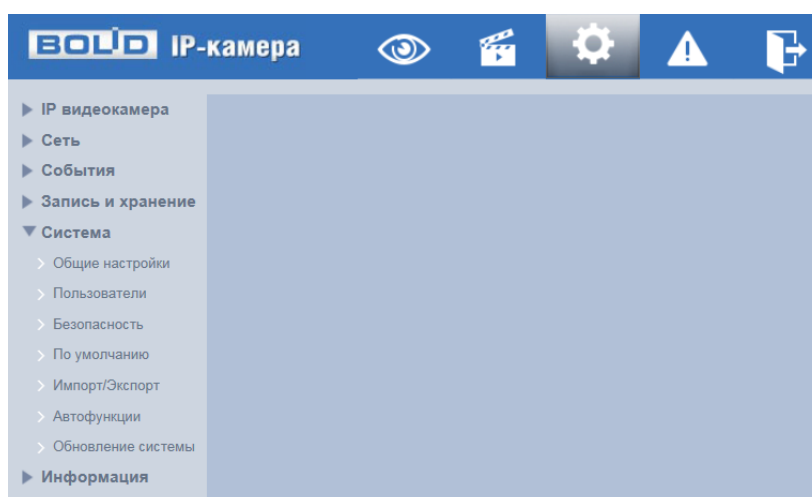 BOLID IP-камера
IP видеокамера
Сеть
События
Запись и хранение
Система
Общие настройки
Пользователи
Безопасность
По умолчанию
Импорт/Экспорт
Автофункции
Обновление системы
Информация